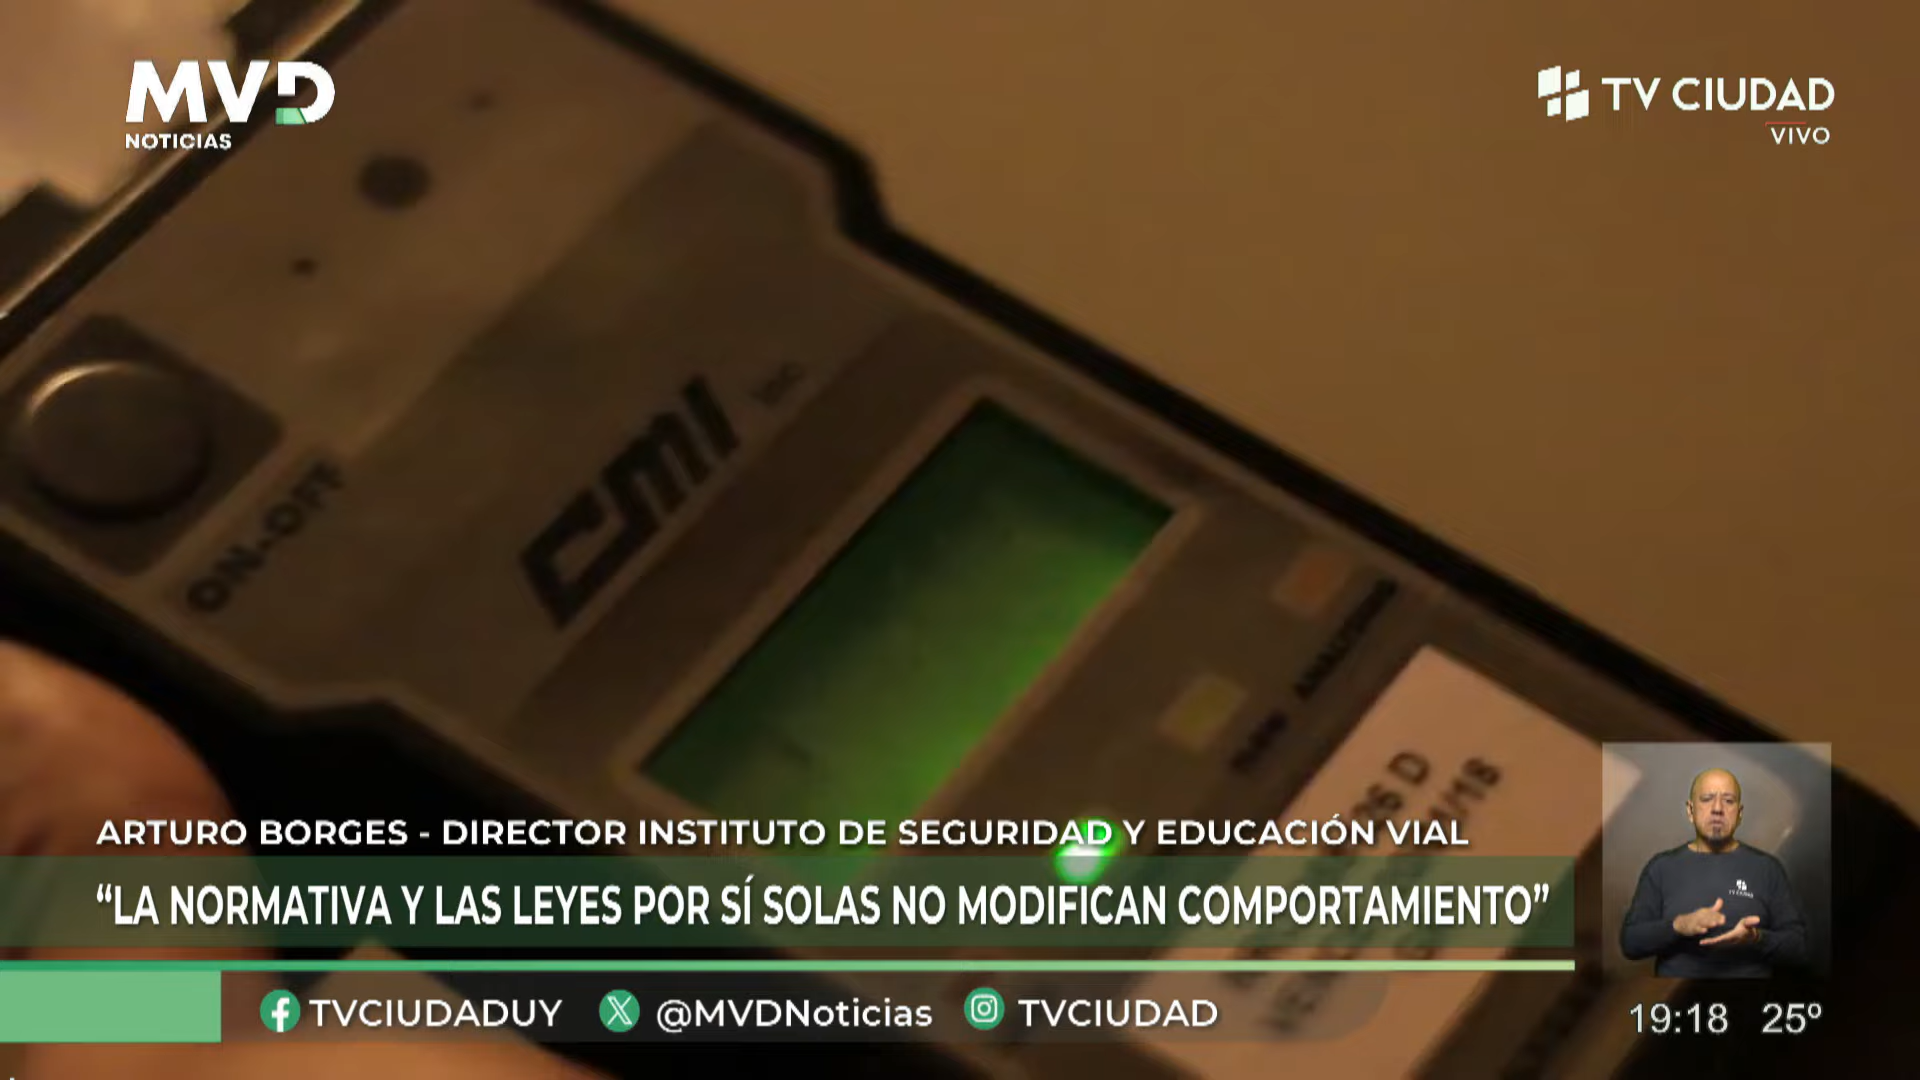 MVD
NOTICIAS
TV CIUDAD
VIVO
ON-OFF
CMI INC
ARTURO BORGES - DIRECTOR INSTITUTO DE SEGURIDAD Y EDUCACIÓN VIAL
“LA NORMATIVA Y LAS LEYES POR SÍ SOLAS NO MODIFICAN COMPORTAMIENTO”
TVCIUDADUY
@MVDNoticias
TVCIUDAD
19:18 25º